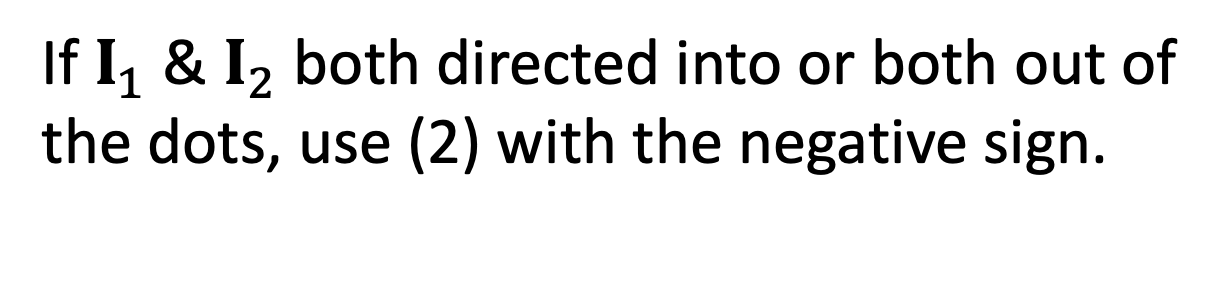 If I₁ & I₂ both directed into or both out of
the dots, use (2) with the negative sign.